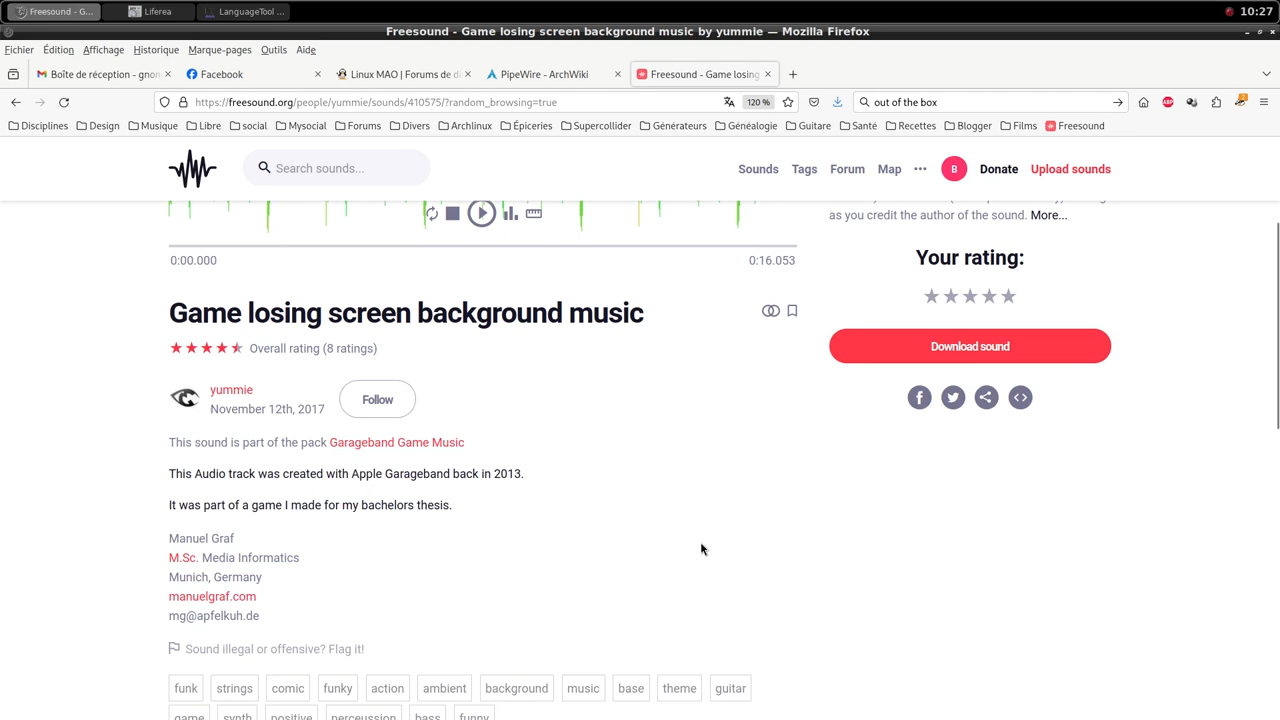 Freesound - G...
Liferea
LanguageTool ...
10:27
Freesound - Game losing screen background music by yummie — Mozilla Firefox
Fichier Édition Affichage Historique Marque-pages Outils Aide
Boîte de réception - gnon
Facebook
Linux MAO | Forums de di
PipeWire - ArchWiki
Freesound - Game losing
https://freesound.org/people/yummie/sounds/410575/?random_browsing=true
120 %
out of the box
Disciplines Design Musique Libre social Mysocial Forums Divers Archlinux Épiceries Supercollider Générateurs Généalogie Guitare Santé Recettes Blogger Films Freesound
Search sounds...
Sounds Tags Forum Map B Donate Upload sounds
as you credit the author of the sound. More...
0:00.000
0:16.053
Your rating:
Game losing screen background music
Overall rating (8 ratings)
Download sound
yummie
November 12th, 2017
Follow
This sound is part of the pack Garageband Game Music
This Audio track was created with Apple Garageband back in 2013.
It was part of a game I made for my bachelors thesis.
Manuel Graf
M.Sc. Media Informatics
Munich, Germany
manuelgraf.com
mg@apfelkuh.de
Sound illegal or offensive? Flag it!
funk strings comic funky action ambient background music base theme guitar
game synth positive perceussion bass funny